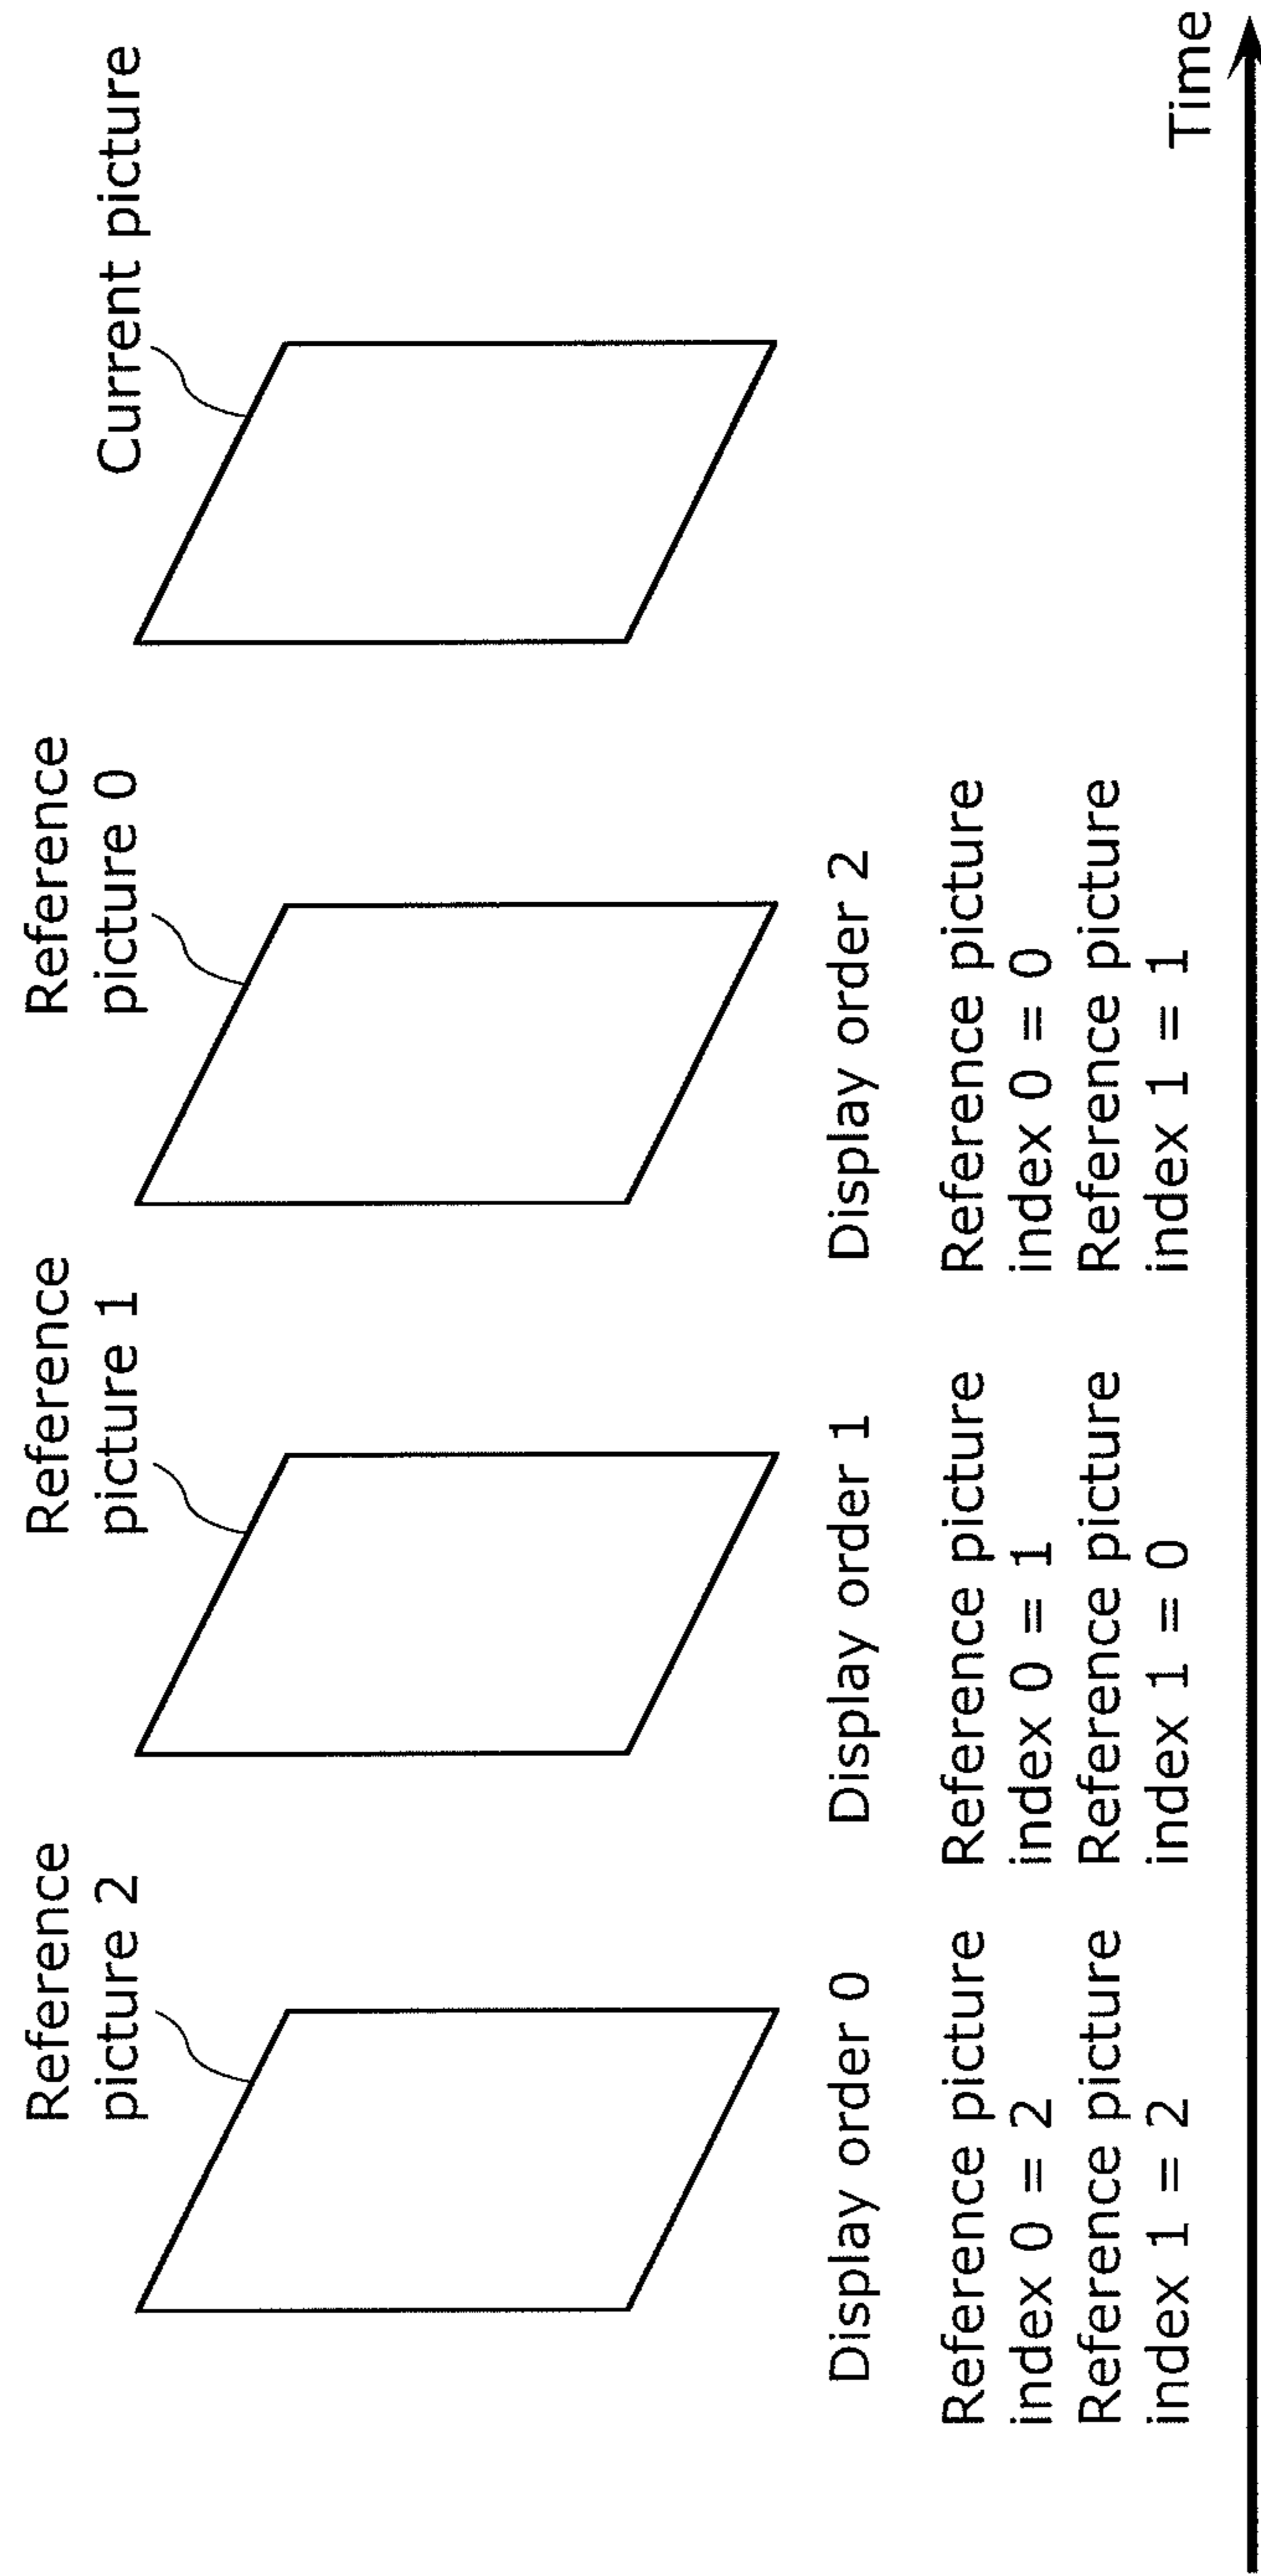 Reference
picture 2
Reference
picture 1
Reference
picture 0
Current picture
Display order 0
Display order 1
Display order 2
Reference picture
index 0 = 2
Reference picture
index 1 = 2
Reference picture
index 0 = 1
Reference picture
index 1 = 0
Reference picture
index 0 = 0
Reference picture
index 1 = 1
Time